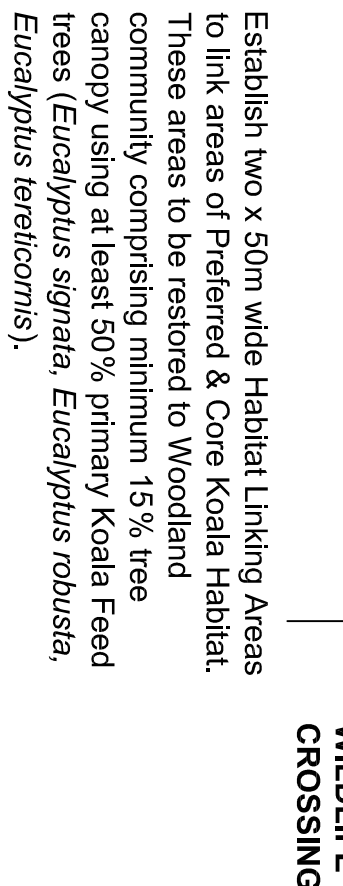 Establish two x 50m wide Habitat Linking Areas
to link areas of Preferred & Core Koala Habitat.
These areas to be restored to Woodland
community comprising minimum 15% tree
canopy using at least 50% primary Koala Feed
trees (Eucalyptus signata, Eucalyptus robusta,
Eucalyptus tereticornis).
WILDLIFE
CROSSING